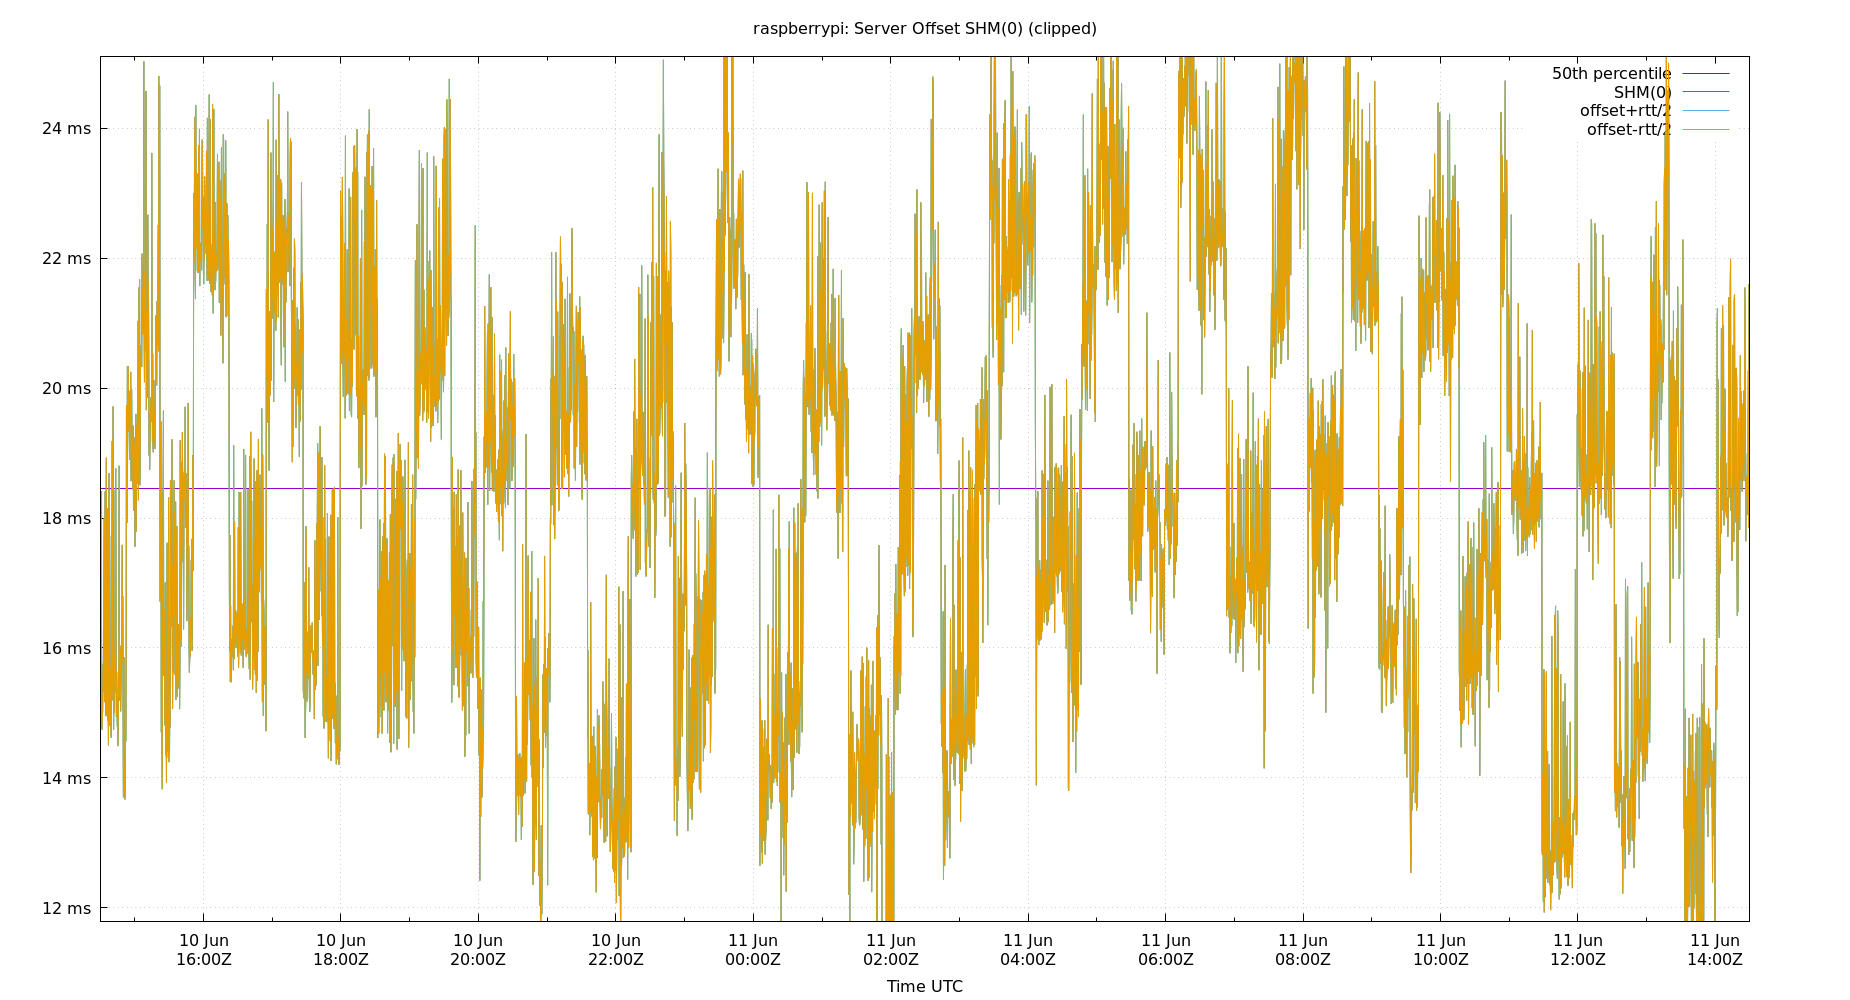 raspberrypi: Server Offset SHM(0) (clipped)
50th percentile
SHM(0)
offset+rtt/2
offset-rtt/2
24 ms
22 ms
20 ms
18 ms
16 ms
14 ms
12 ms
10 Jun 10 Jun 10 Jun 10 Jun 11 Jun 11 Jun 11 Jun 11 Jun 11 Jun 11 Jun 11 Jun 11 Jun
16:00Z 18:00Z 20:00Z 22:00Z 00:00Z 02:00Z 04:00Z 06:00Z 08:00Z 10:00Z 12:00Z 14:00Z
Time UTC